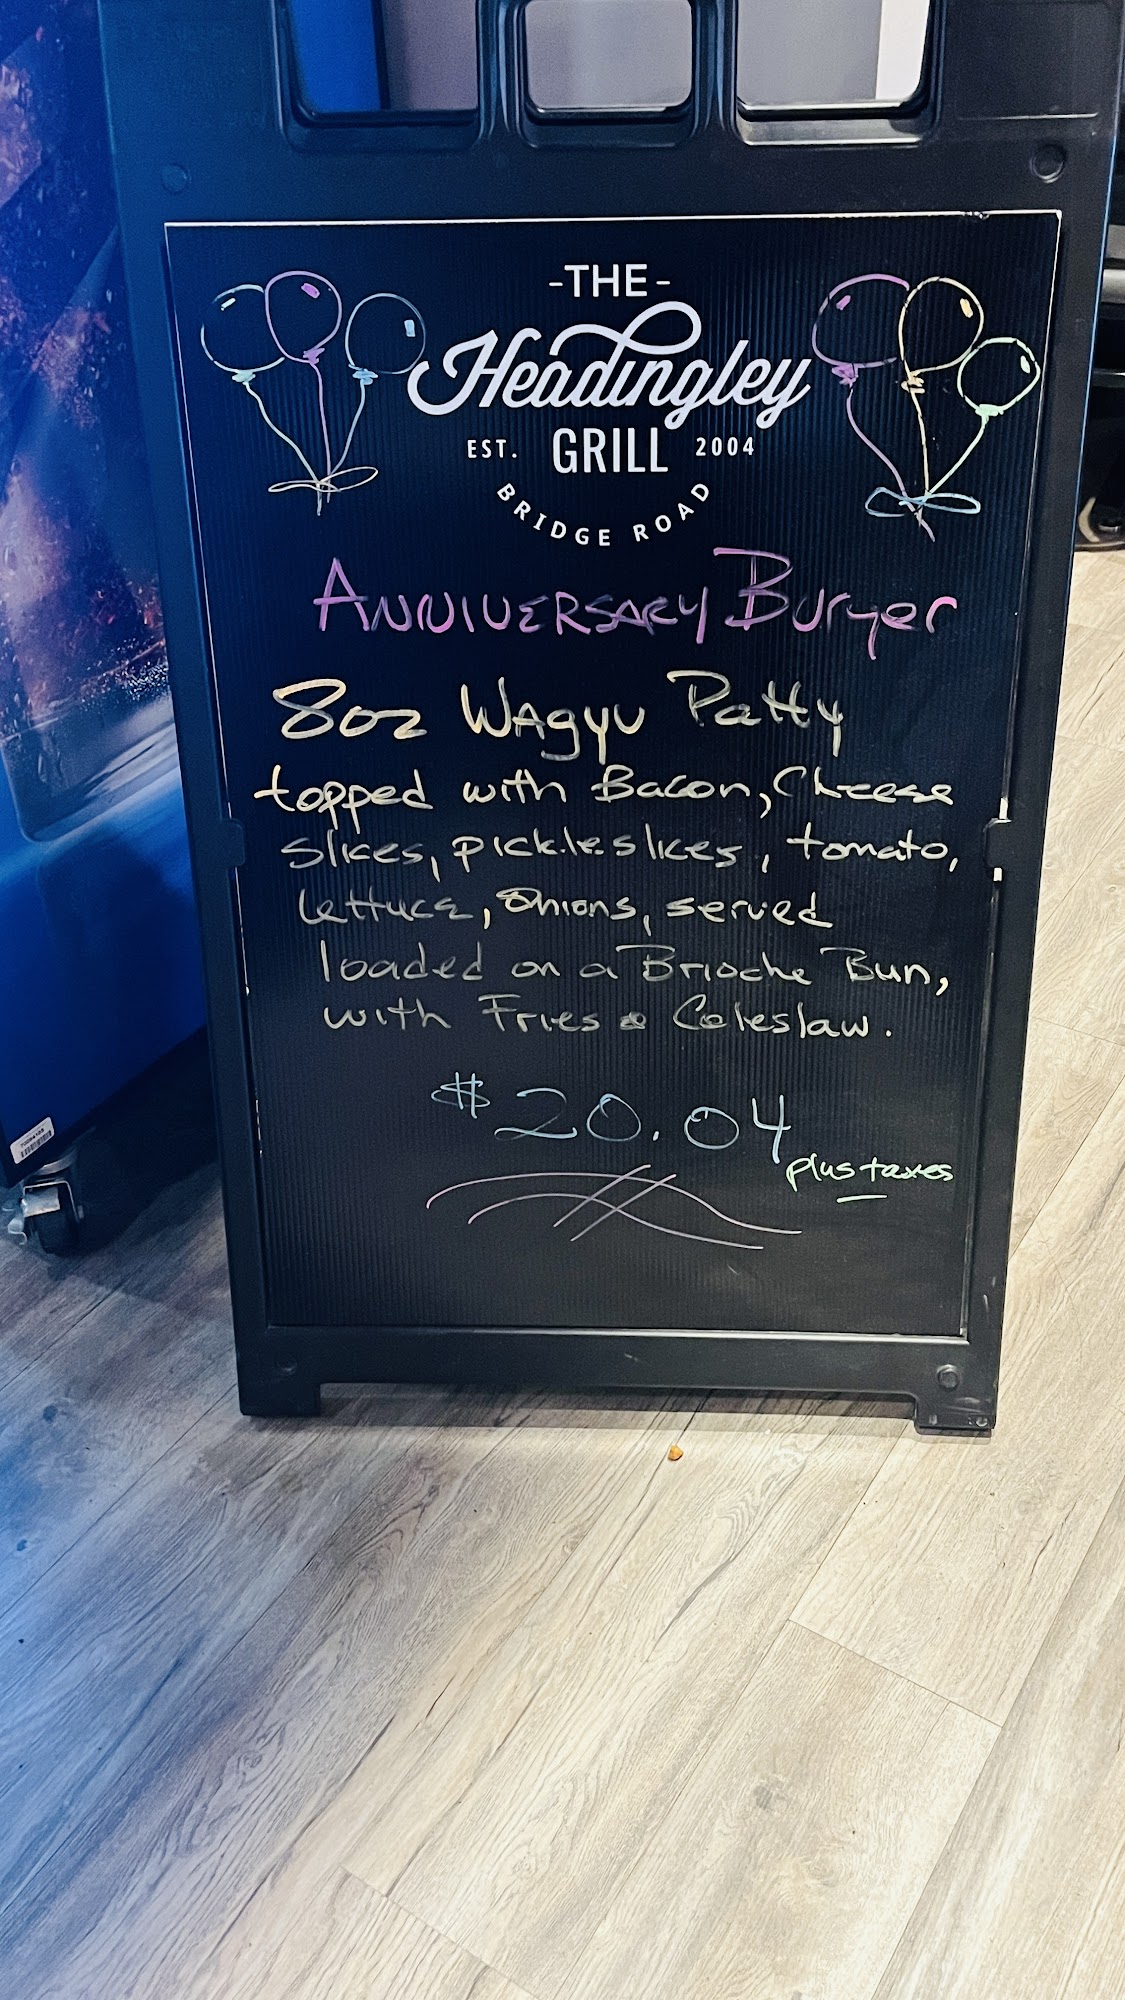 -THE-
Headingley
EST. GRILL 2004
BRIDGE ROAD
ANNIVERSARY Burger
8oz WAgyu Patty
topped with Bacon, Cheese
slices, pickle slices, tomato,
lettuce, Onions, served
loaded on a Brioche Bun,
with Fries & Coleslaw.
$20.04
plus taxes